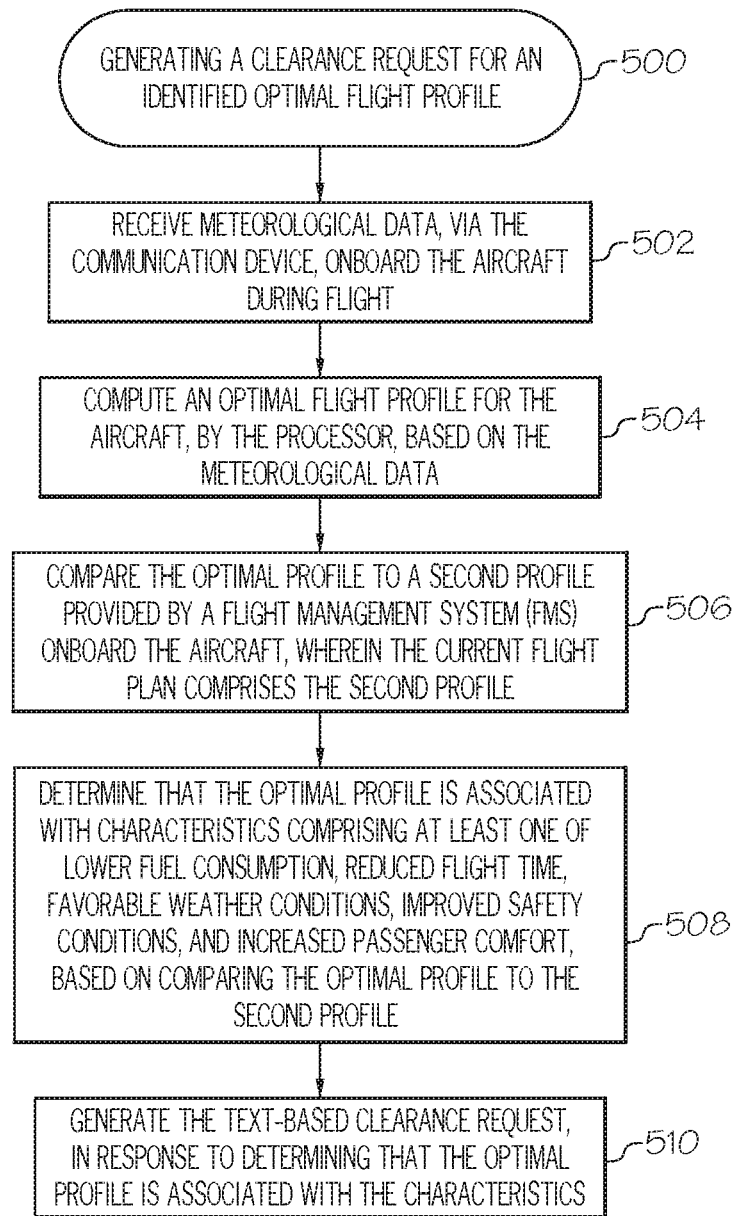 GENERATING A CLEARANCE REQUEST FOR AN
IDENTIFIED OPTIMAL FLIGHT PROFILE
500
RECEIVE METEOROLOGICAL DATA, VIA THE
COMMUNICATION DEVICE, ONBOARD THE AIRCRAFT
DURING FLIGHT
502
COMPUTE AN OPTIMAL FLIGHT PROFILE FOR THE
AIRCRAFT, BY THE PROCESSOR, BASED ON THE
METEOROLOGICAL DATA
504
COMPARE THE OPTIMAL PROFILE TO A SECOND PROFILE
PROVIDED BY A FLIGHT MANAGEMENT SYSTEM (FMS)
ONBOARD THE AIRCRAFT, WHEREIN THE CURRENT FLIGHT
PLAN COMPRISES THE SECOND PROFILE
506
DETERMINE THAT THE OPTIMAL PROFILE IS ASSOCIATED
WITH CHARACTERISTICS COMPRISING AT LEAST ONE OF
LOWER FUEL CONSUMPTION, REDUCED FLIGHT TIME,
FAVORABLE WEATHER CONDITIONS, IMPROVED SAFETY
CONDITIONS, AND INCREASED PASSENGER COMFORT,
BASED ON COMPARING THE OPTIMAL PROFILE TO THE
SECOND PROFILE
508
GENERATE THE TEXT-BASED CLEARANCE REQUEST,
IN RESPONSE TO DETERMINING THAT THE OPTIMAL
PROFILE IS ASSOCIATED WITH THE CHARACTERISTICS
510